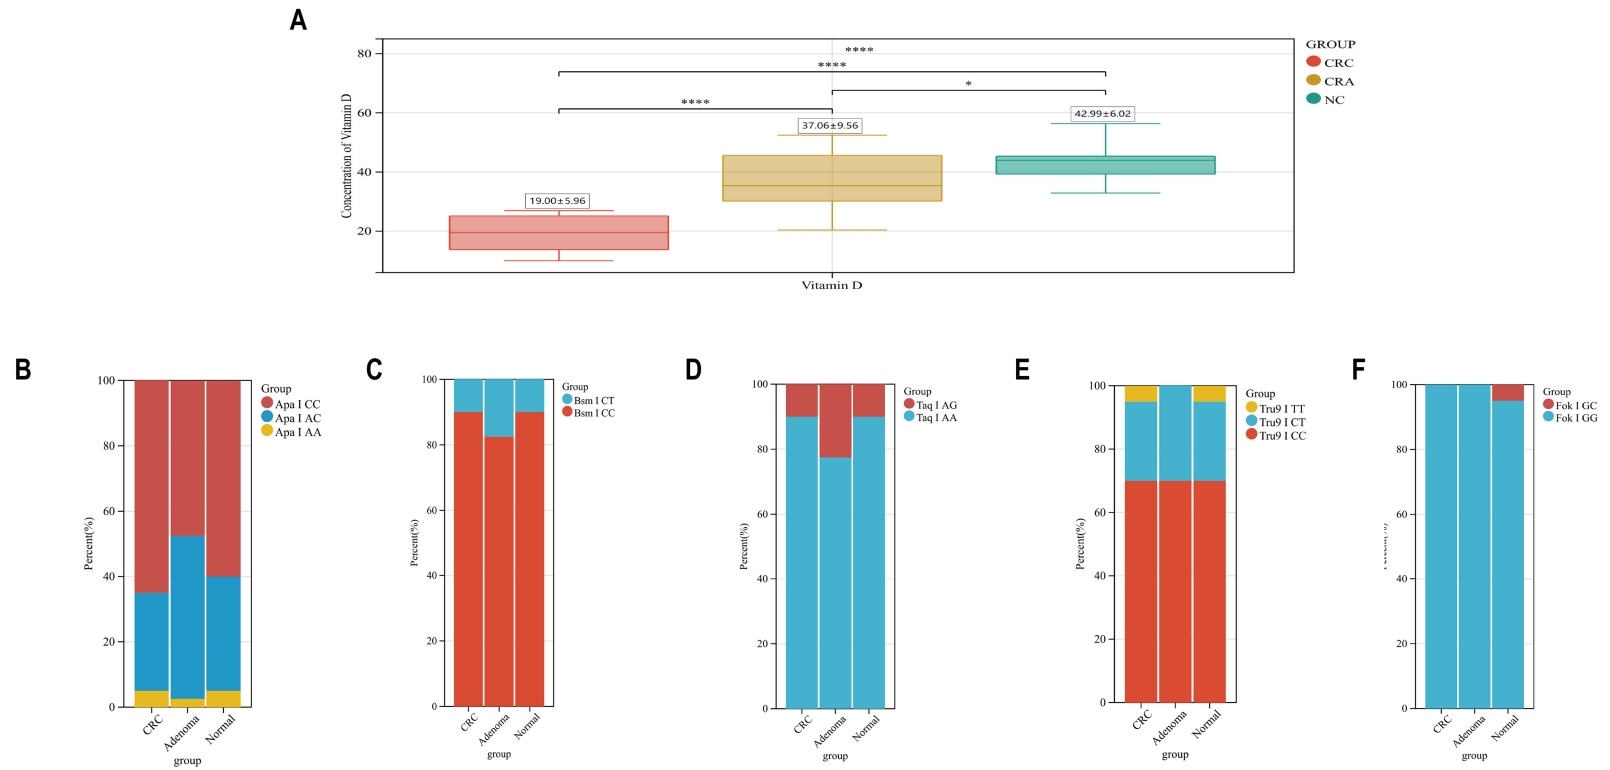 A
Concentration of Vitamin D
80
60
40
20
****
****
*
****
19.00±5.96
37.06±9.56
42.99±6.02
Vitamin D
GROUP
CRC
CRA
NC
B
Percent(%)
100
80
60
40
20
0
CRC
Adenoma
Normal
group
Group
Apa I CC
Apa I AC
Apa I AA
C
Percent(%)
100
80
60
40
20
0
CRC
Adenoma
Normal
group
Group
Bsm I CT
Bsm I CC
D
Percent(%)
100
80
60
40
20
0
CRC
Adenoma
Normal
group
Group
Taq I AG
Taq I AA
E
Percent(%)
100
80
60
40
20
0
CRC
Adenoma
Normal
group
Group
Tru9 I TT
Tru9 I CT
Tru9 I CC
F
100
80
60
40
20
0
CRC
Adenoma
Normal
group
Group
Fok I GC
Fok I GG